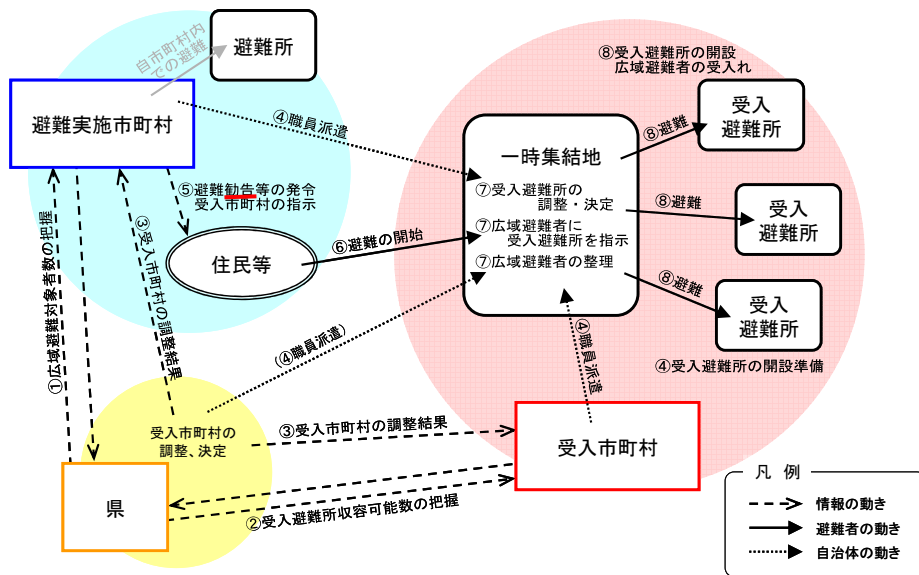 自市町村内
での避難
避難所
避難実施市町村
④職員派遣
⑤避難勧告等の発令
受入市町村の指示
住民等
⑥避難の開始
①広域避難対象者数の把握
③受入市町村の調整結果
(④職員派遣)
⑧受入避難所の開設
広域避難者の受入れ
一時集結地
⑦受入避難所の
調整・決定
⑦広域避難者に
受入避難所を指示
⑦広域避難者の整理
⑧避難
受入
避難所
⑧避難
受入
避難所
⑧避難
受入
避難所
④受入避難所の開設準備
④職員派遣
受入市町村の
調整、決定
③受入市町村の調整結果
受入市町村
県
②受入避難所収容可能数の把握
凡 例
情報の動き
避難者の動き
自治体の動き